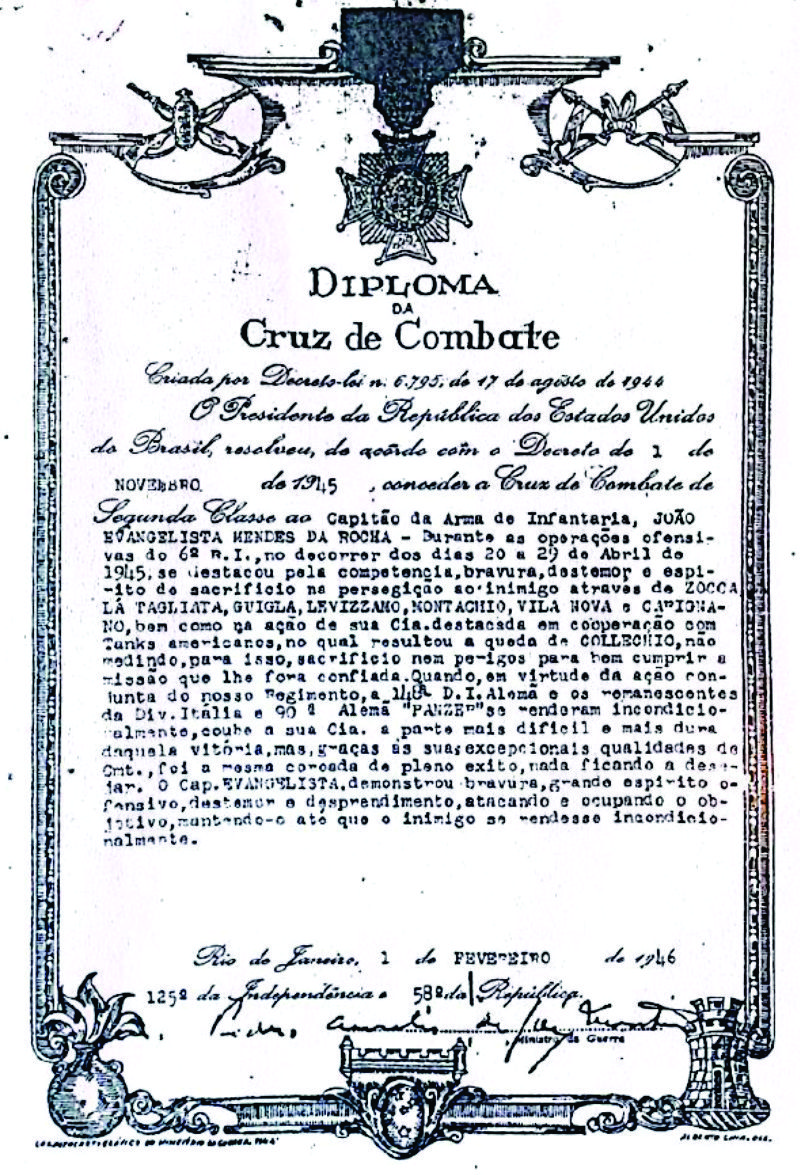 DIPLOMA
DA
Cruz de Combate
Criada por Decreto-lei n. 6.795, de 17 de agôsto de 1944
O Presidente da República dos Estados Unidos
do Brasil, resolveu, de acôrdo com o Decreto de 1 de
NOVEMBRO de 1945, conceder a Cruz de Combate de
Segunda Classe ao Capitão da Arma de Infantaria, JOÃO
EVANGELISTA MENDES DA ROCHA - Durante as operações ofensi-
vas do 6º R.I., no decorrer dos dias 20 a 29 de Abril de
1945, se destacou pela competencia, bravura, destemor e espi-
rito de sacrificio na persegição ao inimigo através de ZOCCA
LÁ TAGLIATA, GUIGLA, LEVIZZAMO, MONTACHIO, VILA NOVA e CARIGNA-
NO, bem como na ação de sua Cia. destacada em cooperação com
Tanks americanos, no qual resultou a queda de COLLECHIO, não
medindo, para isso, sacrificio nem perigos para bem cumprir a
missão que lhe fora confiada. Quando, em virtude da ação con-
junta do nosso Regimento, a 148ª D.I. Alemã e os remanescentes
da Div. Itália e 90ª Alemã "PANZER" se renderam incondicio-
nalmente, coube a sua Cia. a parte mais dificil e mais dura
daquela vitória, mas, graças às suas excepcionais qualidades de
Cmt., foi a mesma coroada de pleno exito, nada ficando a dese-
jar. O Cap. EVANGELISTA, demonstrou bravura, grande espirito o-
fensivo, destemor e desprendimento, atacando e ocupando o ob-
jetivo, mantendo-o até que o inimigo se rendesse incondicio-
nalmente.
Rio de Janeiro, 1 de FEVEREIRO de 1946
125º da Independência e 58º da República.
Ministro da Guerra